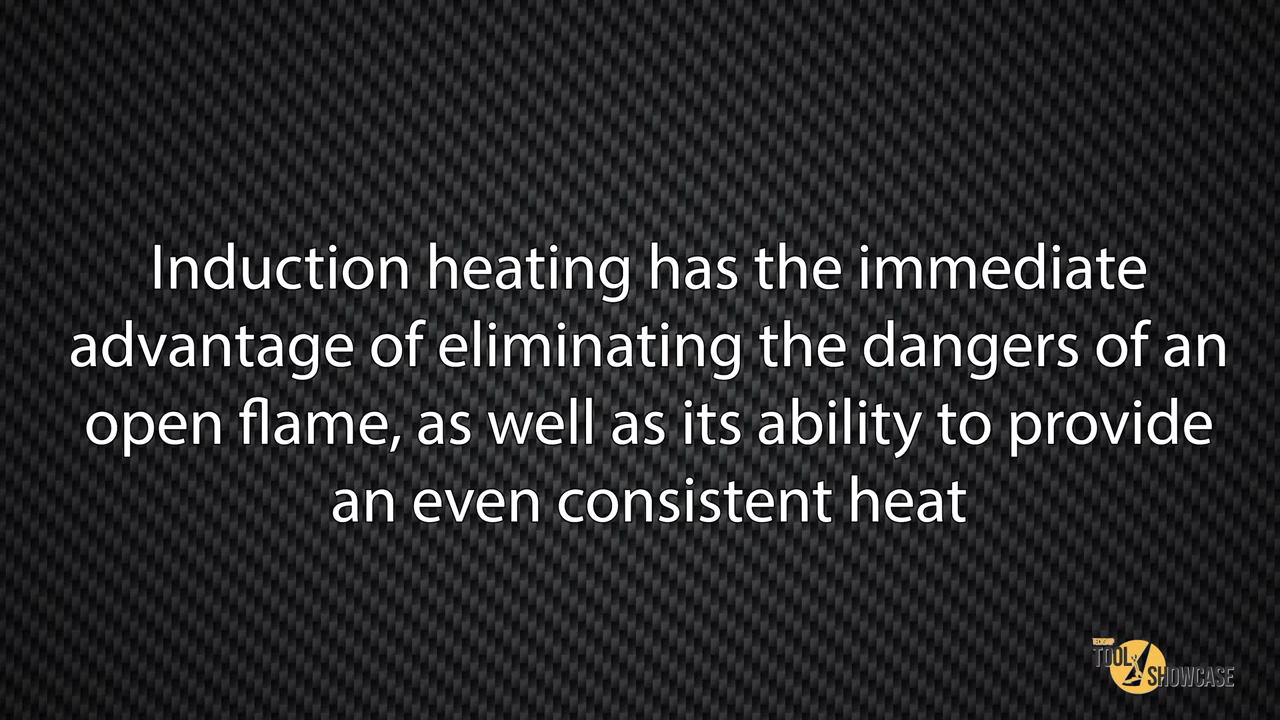 Induction heating has the immediate
advantage of eliminating the dangers of an
open flame, as well as its ability to provide
an even consistent heat
TOOL
SHOWCASE